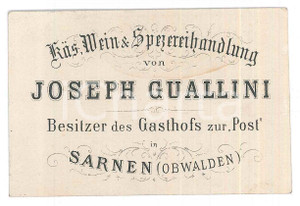 Käs, Wein & Spezereihandlung
von
JOSEPH GUALLINI
Besitzer des Gasthofs zur „Post‟
in
SARNEN (OBWALDEN)